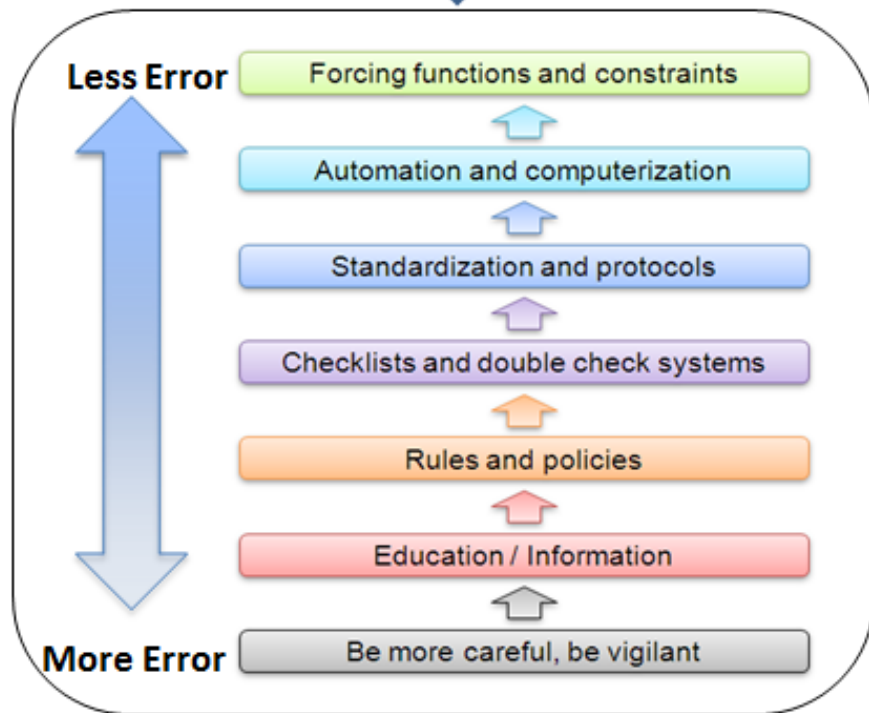 Less Error
Forcing functions and constraints
Automation and computerization
Standardization and protocols
Checklists and double check systems
Rules and policies
Education / Information
More Error
Be more careful, be vigilant